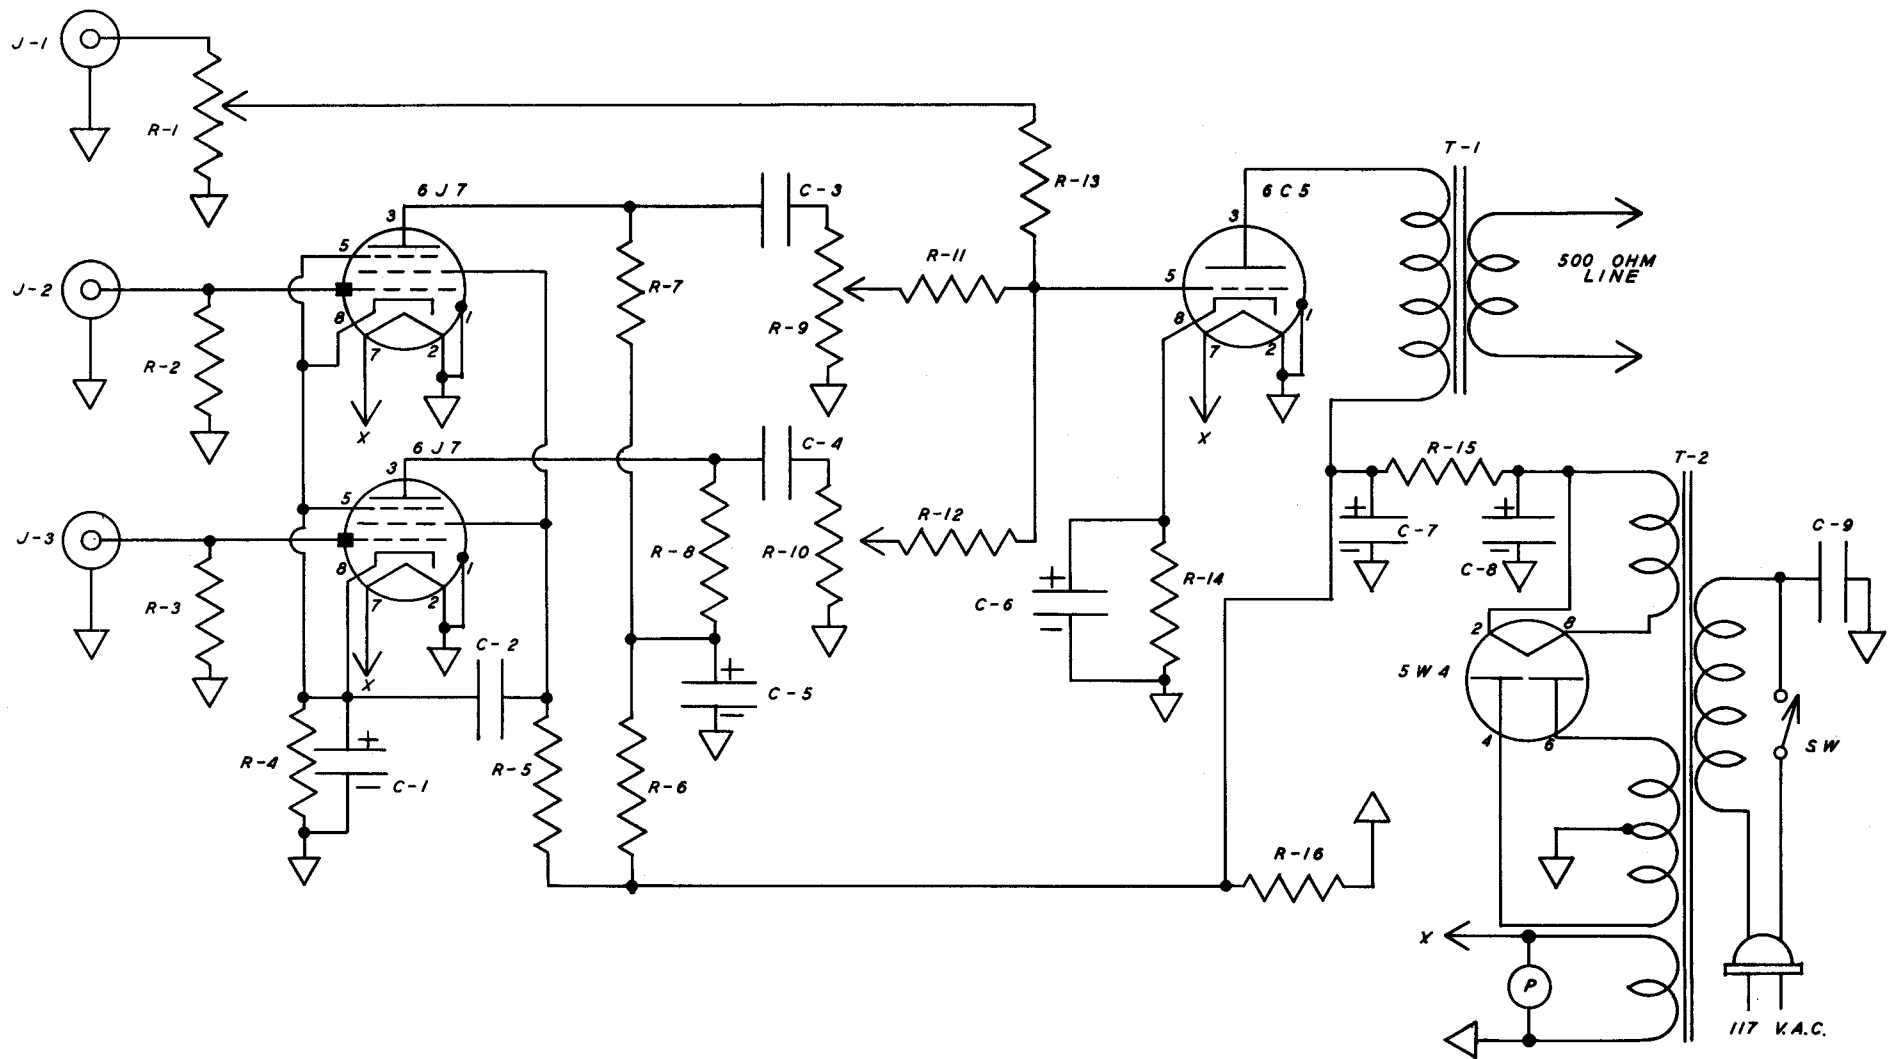 J-1
R-1
J-2
R-2
J-3
R-3
6J7
3
5
8
7
2
1
X
6J7
3
5
8
7
2
1
X
R-4
+
-
C-1
C-2
R-5
R-6
R-7
R-8
+
-
C-5
C-3
R-9
C-4
R-10
R-11
R-12
R-13
6C5
3
5
8
7
2
1
X
+
-
C-6
R-14
T-1
500 OHM
LINE
R-15
+
-
C-7
+
-
C-8
T-2
2
8
5W4
4
6
R-16
X
P
C-9
SW
117 V.A.C.